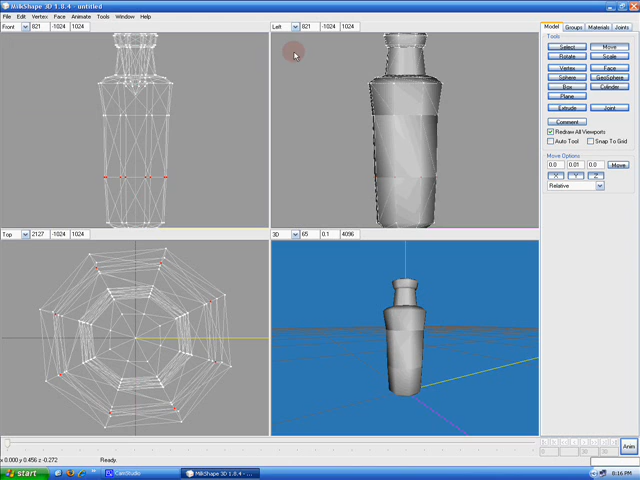 MilkShape 3D 1.8.4 - untitled
File Edit Vertex Face Animate Tools Window Help
Front 821 -1024 1024
Left 821 -1024 1024
Model Groups Materials Joints
Tools
Select Move
Rotate Scale
Vertex Face
Sphere GeoSphere
Box Cylinder
Plane
Extrude Joint
Comment
Redraw All Viewports
Auto Tool Snap To Grid
Move Options
0.0 0.01 0.0 Move
X Y Z
Relative
Top 2127 -1024 1024
3D 65 0.1 4096
Anim
x 0.000 y 0.456 z -0.272 Ready.
start CamStudio MilkShape 3D 1.8.4 - ... 8:16 PM